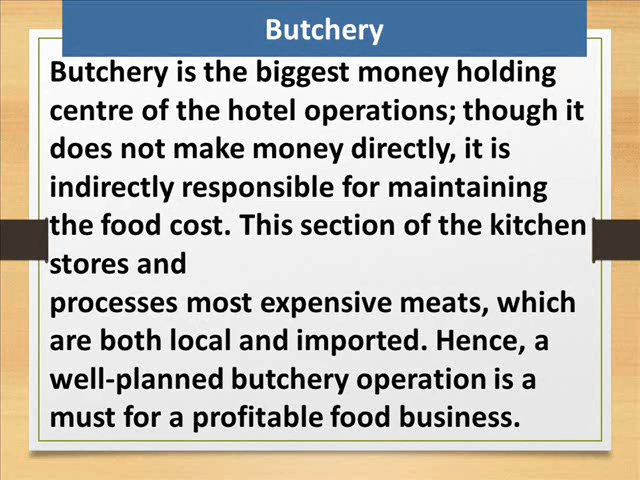 Butchery
Butchery is the biggest money holding
centre of the hotel operations; though it
does not make money directly, it is
indirectly responsible for maintaining
the food cost. This section of the kitchen
stores and
processes most expensive meats, which
are both local and imported. Hence, a
well-planned butchery operation is a
must for a profitable food business.